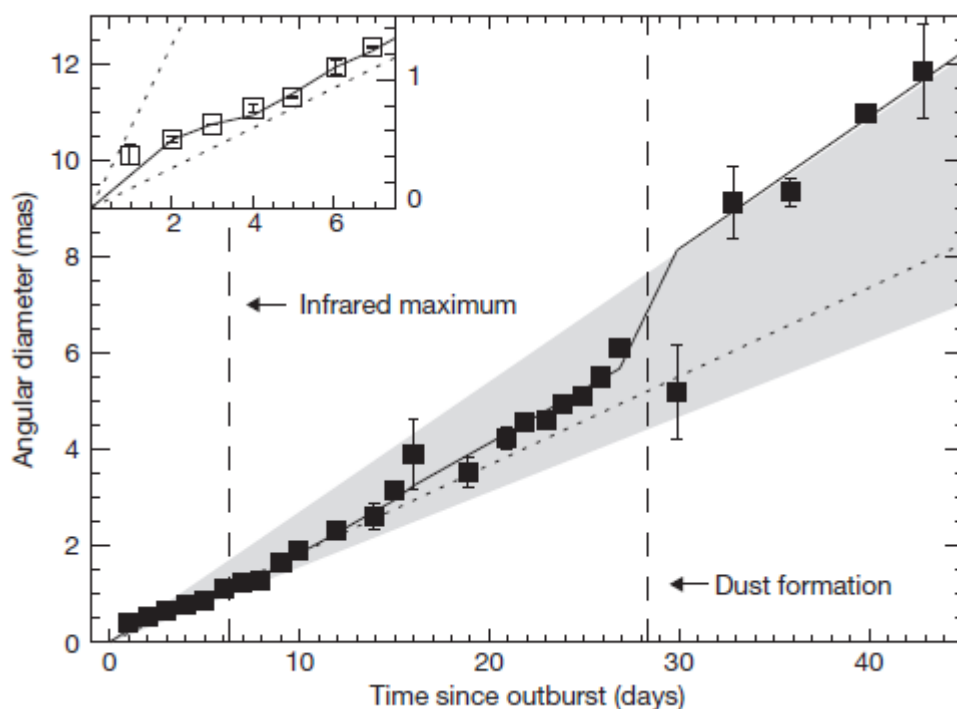 12
10
8
6
4
2
0
Angular diameter (mas)
1
0
2 4 6
Infrared maximum
Dust formation
0 10 20 30 40
Time since outburst (days)